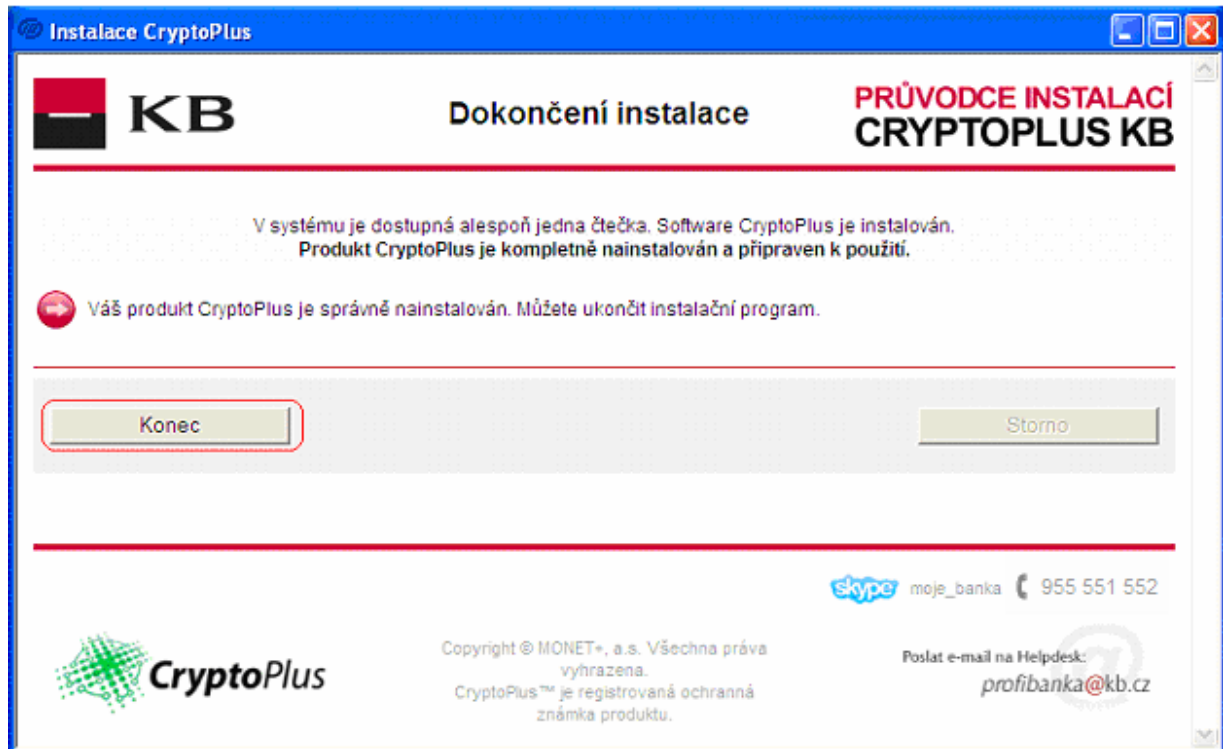 Instalace CryptoPlus
KB
Dokončení instalace
PRŮVODCE INSTALACÍ
CRYPTOPLUS KB
V systému je dostupná alespoň jedna čtečka. Software CryptoPlus je instalován.
Produkt CryptoPlus je kompletně nainstalován a připraven k použití.
Váš produkt CryptoPlus je správně nainstalován. Můžete ukončit instalační program.
Konec
Storno
skype moje_banka 955 551 552
CryptoPlus
Copyright © MONET+, a.s. Všechna práva
vyhrazena.
CryptoPlus™ je registrovaná ochranná
známka produktu.
Poslat e-mail na Helpdesk:
profibanka@kb.cz